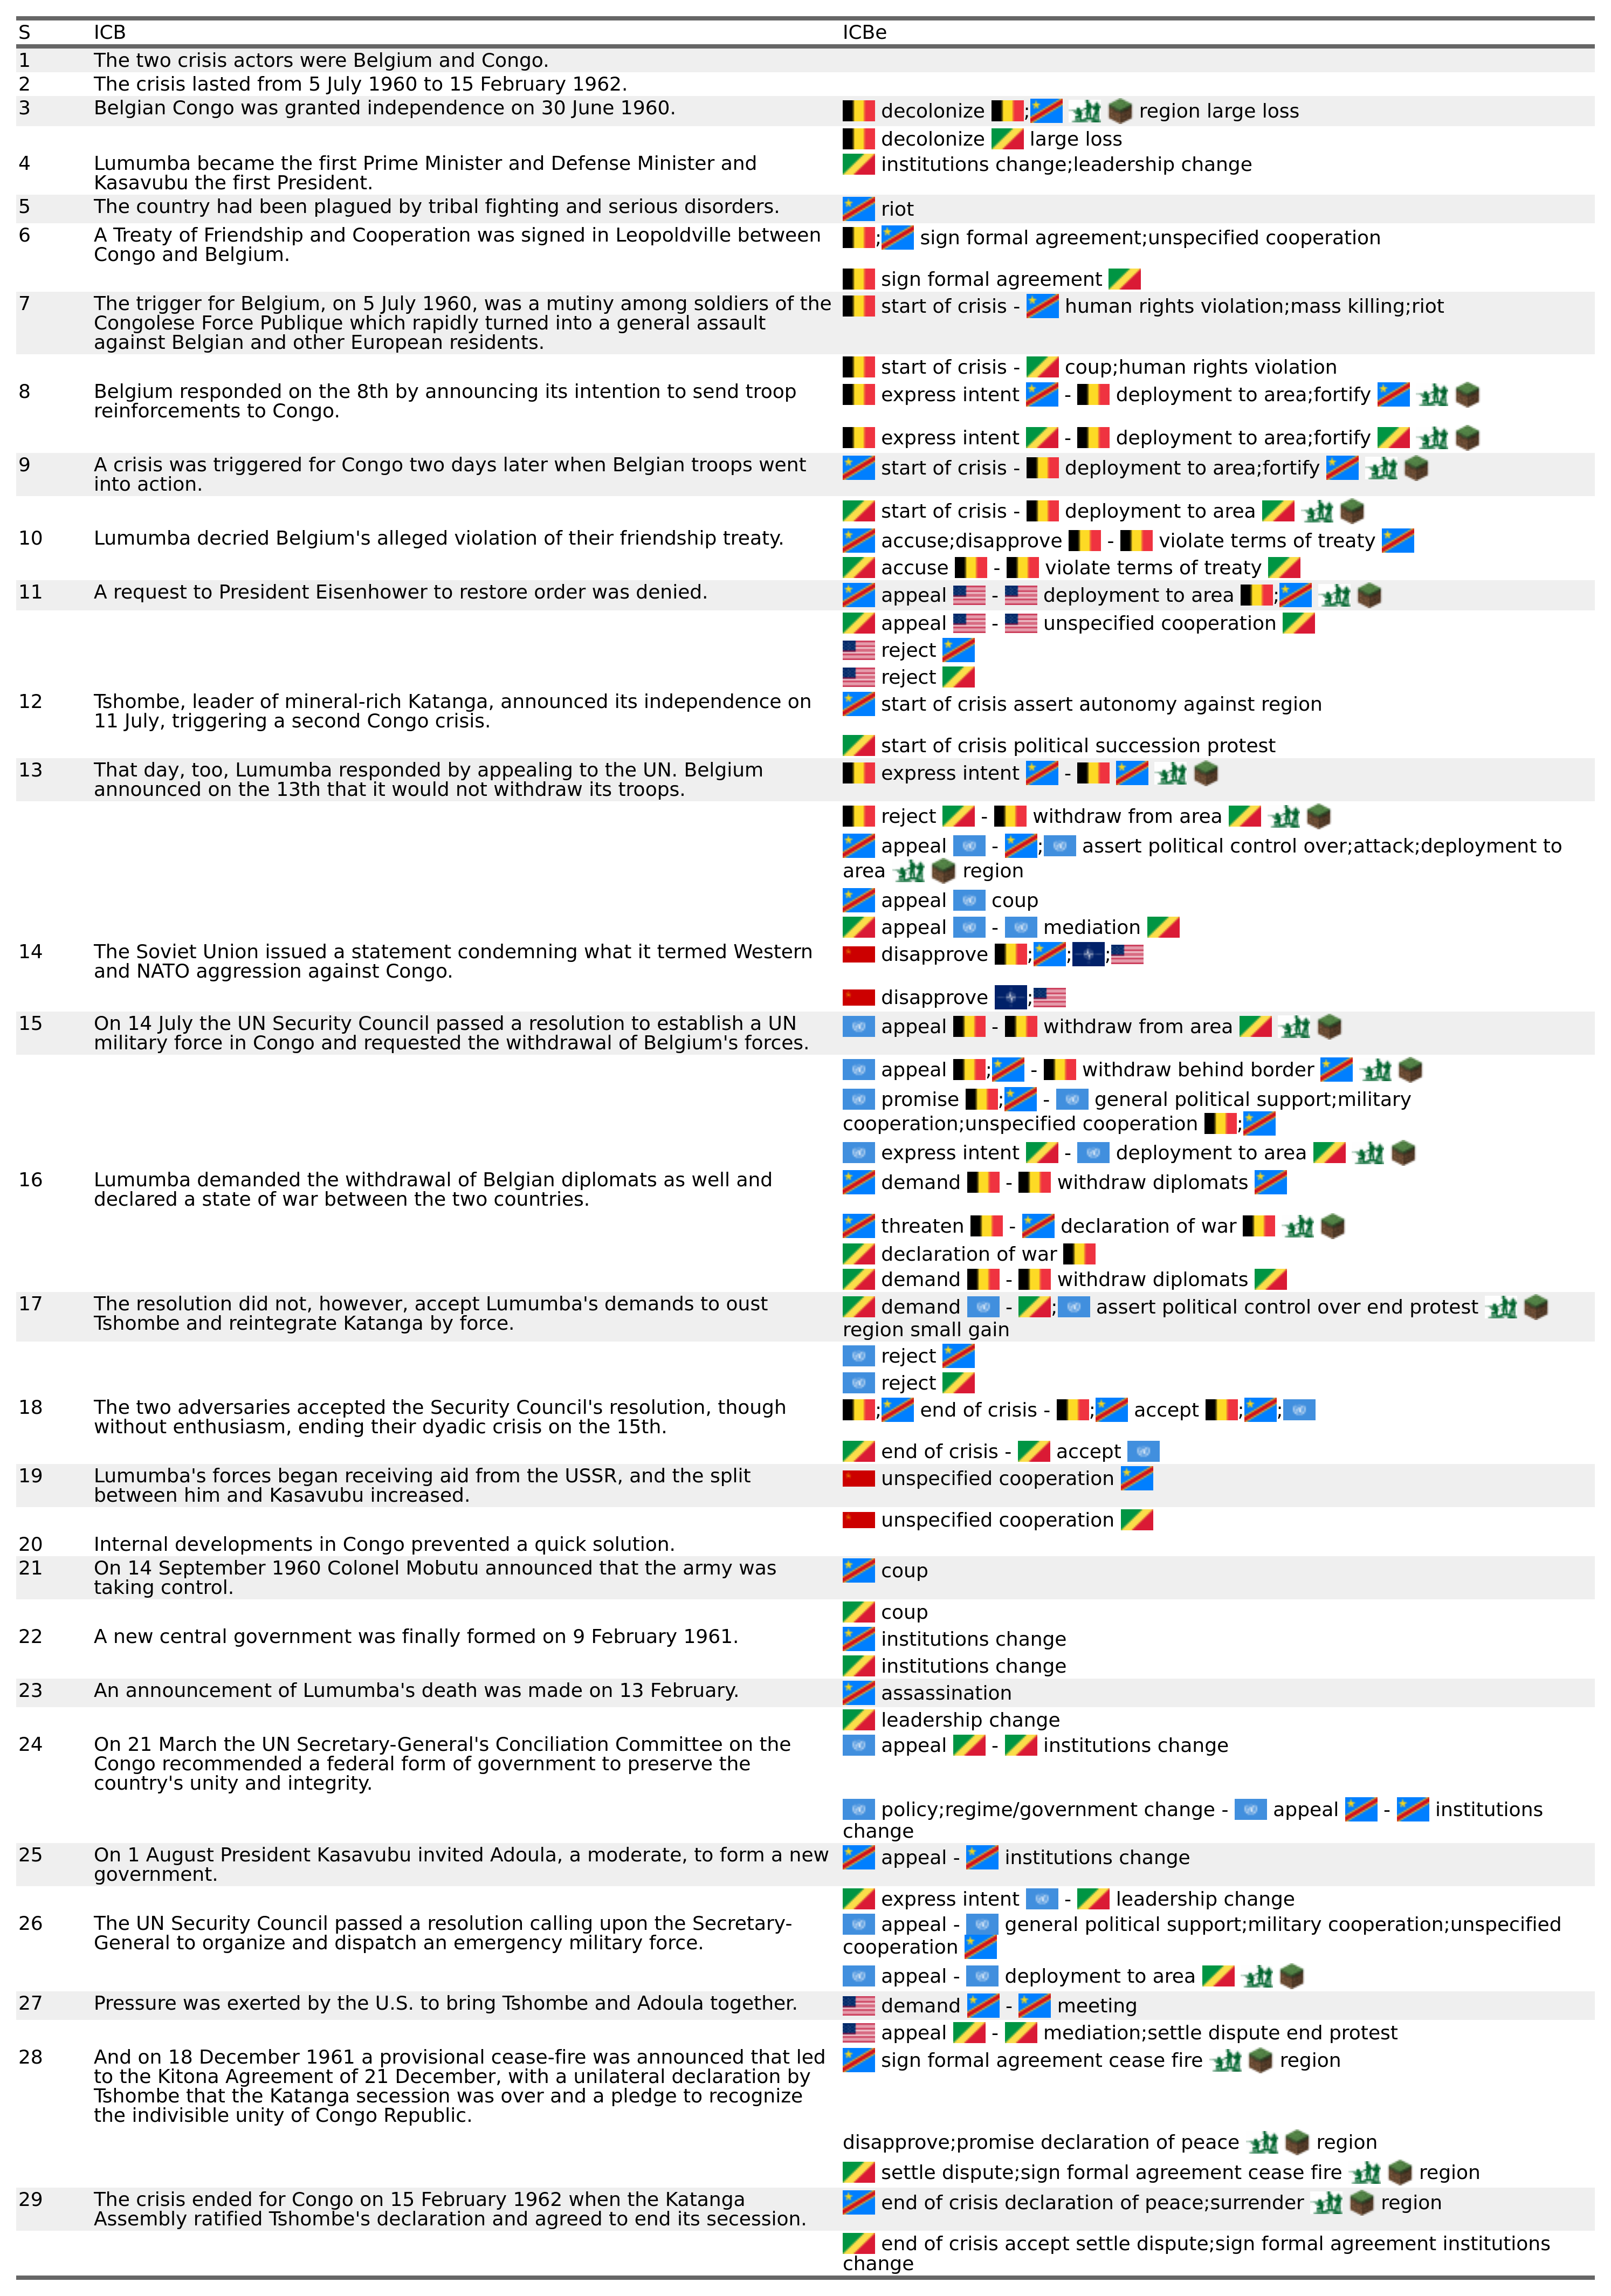 S ICB ICBe
1 The two crisis actors were Belgium and Congo.
2 The crisis lasted from 5 July 1960 to 15 February 1962.
3 Belgian Congo was granted independence on 30 June 1960. decolonize ; region large loss
decolonize large loss
4 Lumumba became the first Prime Minister and Defense Minister and institutions change;leadership change
Kasavubu the first President.
5 The country had been plagued by tribal fighting and serious disorders. riot
6 A Treaty of Friendship and Cooperation was signed in Leopoldville between ; sign formal agreement;unspecified cooperation
Congo and Belgium.
sign formal agreement
7 The trigger for Belgium, on 5 July 1960, was a mutiny among soldiers of the start of crisis - human rights violation;mass killing;riot
Congolese Force Publique which rapidly turned into a general assault
against Belgian and other European residents.
start of crisis - coup;human rights violation
8 Belgium responded on the 8th by announcing its intention to send troop express intent - deployment to area;fortify
reinforcements to Congo.
express intent - deployment to area;fortify
9 A crisis was triggered for Congo two days later when Belgian troops went start of crisis - deployment to area;fortify
into action.
start of crisis - deployment to area
10 Lumumba decried Belgium's alleged violation of their friendship treaty. accuse;disapprove - violate terms of treaty
accuse - violate terms of treaty
11 A request to President Eisenhower to restore order was denied. appeal - deployment to area ;
appeal - unspecified cooperation
reject
reject
12 Tshombe, leader of mineral-rich Katanga, announced its independence on start of crisis assert autonomy against region
11 July, triggering a second Congo crisis.
start of crisis political succession protest
13 That day, too, Lumumba responded by appealing to the UN. Belgium express intent -
announced on the 13th that it would not withdraw its troops.
reject - withdraw from area
appeal - ; assert political control over;attack;deployment to
area region
appeal coup
appeal - mediation
14 The Soviet Union issued a statement condemning what it termed Western disapprove ; ; ;
and NATO aggression against Congo.
disapprove ;
15 On 14 July the UN Security Council passed a resolution to establish a UN appeal - withdraw from area
military force in Congo and requested the withdrawal of Belgium's forces.
appeal ; - withdraw behind border
promise ; - general political support;military
cooperation;unspecified cooperation ;
express intent - deployment to area
16 Lumumba demanded the withdrawal of Belgian diplomats as well and demand - withdraw diplomats
declared a state of war between the two countries.
threaten - declaration of war
declaration of war
demand - withdraw diplomats
17 The resolution did not, however, accept Lumumba's demands to oust demand - ; assert political control over end protest
Tshombe and reintegrate Katanga by force. region small gain
reject
reject
18 The two adversaries accepted the Security Council's resolution, though ; end of crisis - ; accept ; ;
without enthusiasm, ending their dyadic crisis on the 15th.
end of crisis - accept
19 Lumumba's forces began receiving aid from the USSR, and the split unspecified cooperation
between him and Kasavubu increased.
unspecified cooperation
20 Internal developments in Congo prevented a quick solution.
21 On 14 September 1960 Colonel Mobutu announced that the army was coup
taking control.
coup
22 A new central government was finally formed on 9 February 1961. institutions change
institutions change
23 An announcement of Lumumba's death was made on 13 February. assassination
leadership change
24 On 21 March the UN Secretary-General's Conciliation Committee on the appeal - institutions change
Congo recommended a federal form of government to preserve the
country's unity and integrity.
policy;regime/government change - appeal - institutions
change
25 On 1 August President Kasavubu invited Adoula, a moderate, to form a new appeal - institutions change
government.
express intent - leadership change
26 The UN Security Council passed a resolution calling upon the Secretary- appeal - general political support;military cooperation;unspecified
General to organize and dispatch an emergency military force. cooperation
appeal - deployment to area
27 Pressure was exerted by the U.S. to bring Tshombe and Adoula together. demand - meeting
appeal - mediation;settle dispute end protest
28 And on 18 December 1961 a provisional cease-fire was announced that led sign formal agreement cease fire region
to the Kitona Agreement of 21 December, with a unilateral declaration by
Tshombe that the Katanga secession was over and a pledge to recognize
the indivisible unity of Congo Republic.
disapprove;promise declaration of peace region
settle dispute;sign formal agreement cease fire region
29 The crisis ended for Congo on 15 February 1962 when the Katanga end of crisis declaration of peace;surrender region
Assembly ratified Tshombe's declaration and agreed to end its secession.
end of crisis accept settle dispute;sign formal agreement institutions
change